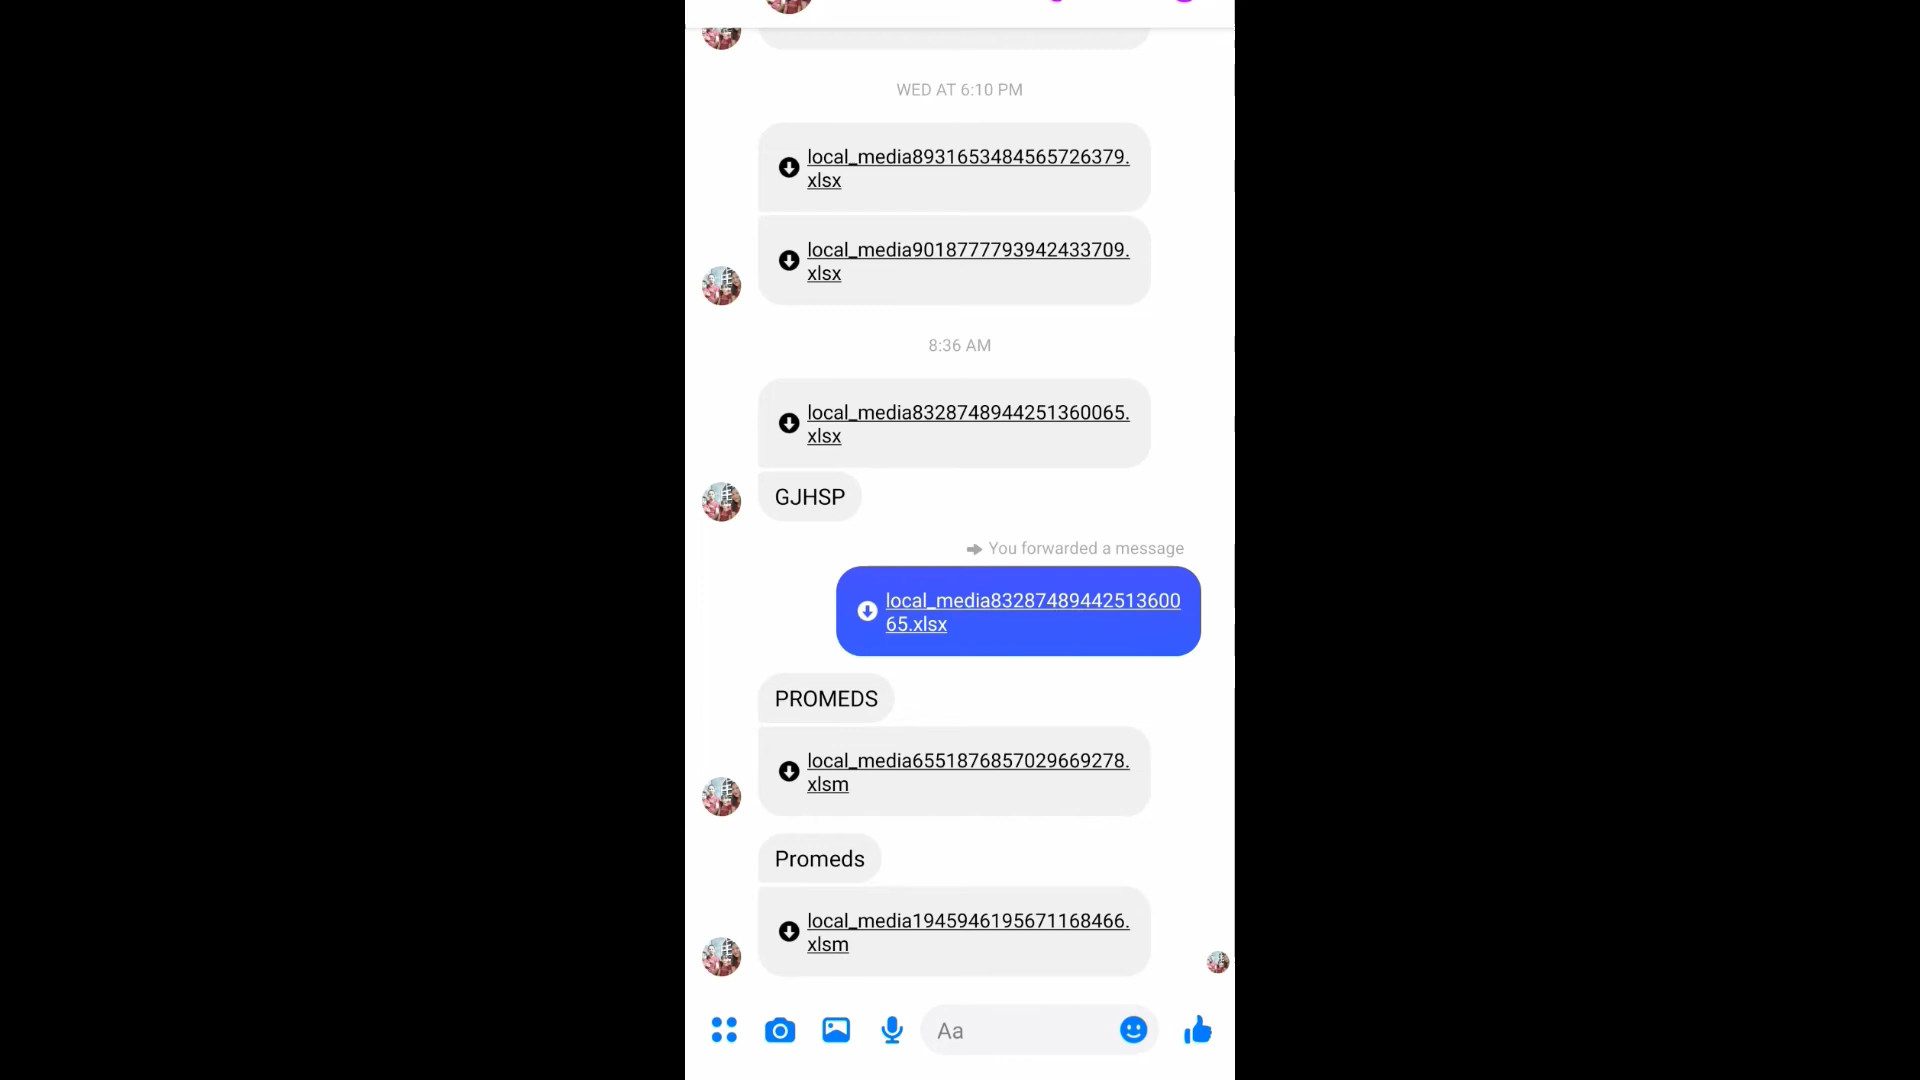 WED AT 6:10 PM
local_media8931653484565726379.
xlsx
local_media9018777793942433709.
xlsx
8:36 AM
local_media8328748944251360065.
xlsx
GJHSP
You forwarded a message
local_media83287489442513600
65.xlsx
PROMEDS
local_media6551876857029669278.
xlsm
Promeds
local_media1945946195671168466.
xlsm
Aa